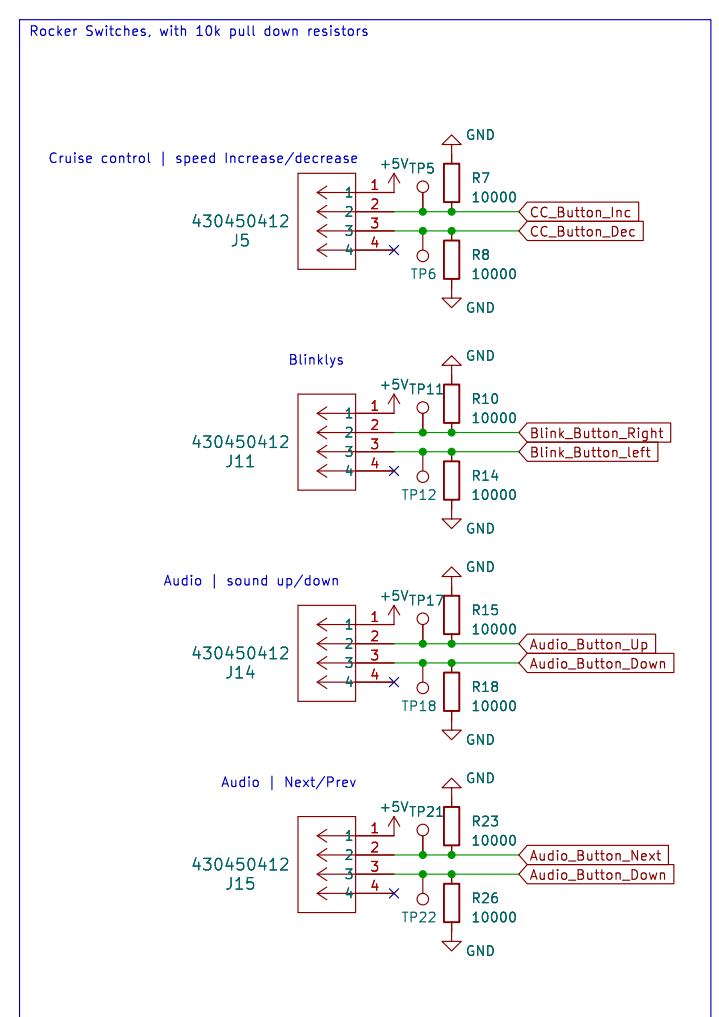 Rocker Switches, with 10k pull down resistors
Cruise control | speed Increase/decrease
GND
+5V
TP5
R7
10000
430450412
J5
1 1
2 2
3 3
4 4
CC_Button_Inc
CC_Button_Dec
TP6
R8
10000
GND
Blinklys
GND
+5V
TP11
R10
10000
430450412
J11
1 1
2 2
3 3
4 4
Blink_Button_Right
Blink_Button_left
TP12
R14
10000
GND
Audio | sound up/down
GND
+5V
TP17
R15
10000
430450412
J14
1 1
2 2
3 3
4 4
Audio_Button_Up
Audio_Button_Down
TP18
R18
10000
GND
Audio | Next/Prev
GND
+5V
TP21
R23
10000
430450412
J15
1 1
2 2
3 3
4 4
Audio_Button_Next
Audio_Button_Down
TP22
R26
10000
GND